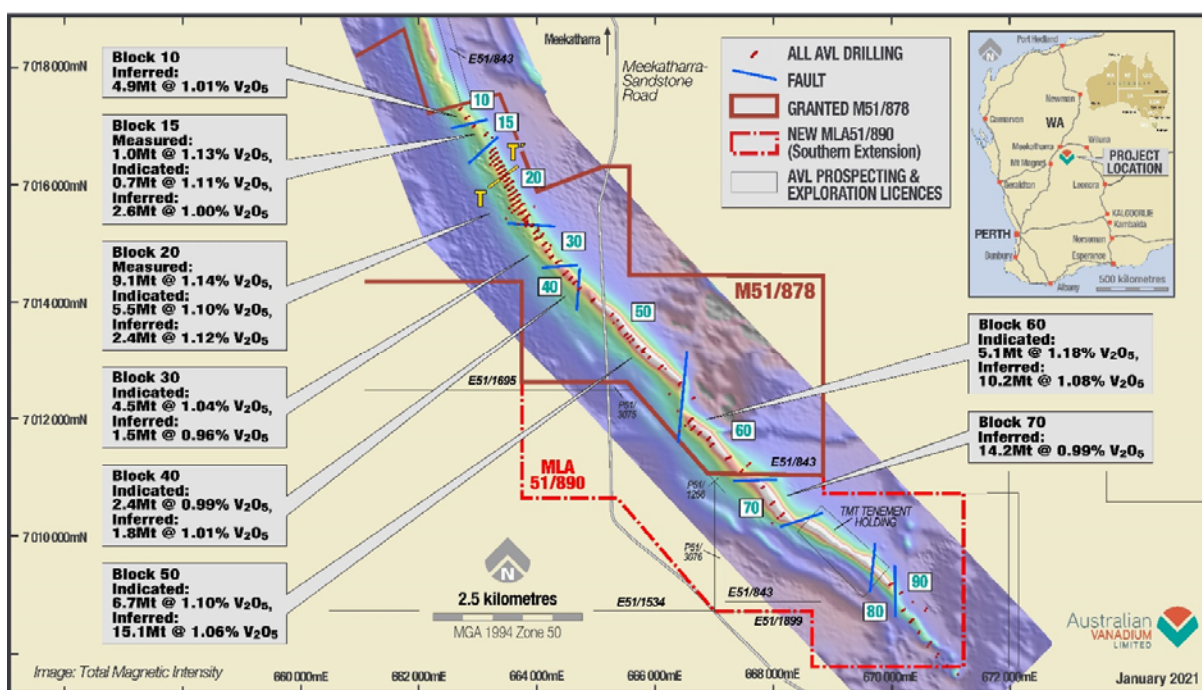 Block 10
Inferred:
4.9Mt @ 1.01% V₂O₅
Block 15
Measured:
1.0Mt @ 1.13% V₂O₅,
Indicated:
0.7Mt @ 1.11% V₂O₅,
Inferred:
2.6Mt @ 1.00% V₂O₅
Block 20
Measured:
9.1Mt @ 1.14% V₂O₅,
Indicated:
5.5Mt @ 1.10% V₂O₅,
Inferred:
2.4Mt @ 1.12% V₂O₅
Block 30
Indicated:
4.5Mt @ 1.04% V₂O₅,
Inferred:
1.5Mt @ 0.96% V₂O₅
Block 40
Indicated:
2.4Mt @ 0.99% V₂O₅,
Inferred:
1.8Mt @ 1.01% V₂O₅
Block 50
Indicated:
6.7Mt @ 1.10% V₂O₅,
Inferred:
15.1Mt @ 1.06% V₂O₅
Block 60
Indicated:
5.1Mt @ 1.18% V₂O₅,
Inferred:
10.2Mt @ 1.08% V₂O₅
Block 70
Inferred:
14.2Mt @ 0.99% V₂O₅
7018000mN
7016000mN
7014000mN
7012000mN
7010000mN
660000mE
662000mE
664000mE
666000mE
668000mE
670000mE
672000mE
Meekatharra
Meekatharra-
Sandstone
Road
E51/843
10
15
T'
T
20
30
40
50
60
70
80
90
M51/878
E51/1695
P51/
3075
MLA
51/890
E51/843
P51/
1266
P51/
3076
TMT TENEMENT
HOLDING
E51/843
E51/1534
E51/1899
ALL AVL DRILLING
FAULT
GRANTED M51/878
NEW MLA51/890
(Southern Extension)
AVL PROSPECTING &
EXPLORATION LICENCES
Port Hedland
Newman
Carnarvon
WA
Meekatharra
Wiluna
Mt Magnet
PROJECT
LOCATION
Geraldton
Leonora
KALGOORLIE
Kambalda
PERTH
Norseman
Bunbury
Esperance
Albany
500 kilometres
N
2.5 kilometres
MGA 1994 Zone 50
Image: Total Magnetic Intensity
Australian
VANADIUM
LIMITED
January 2021